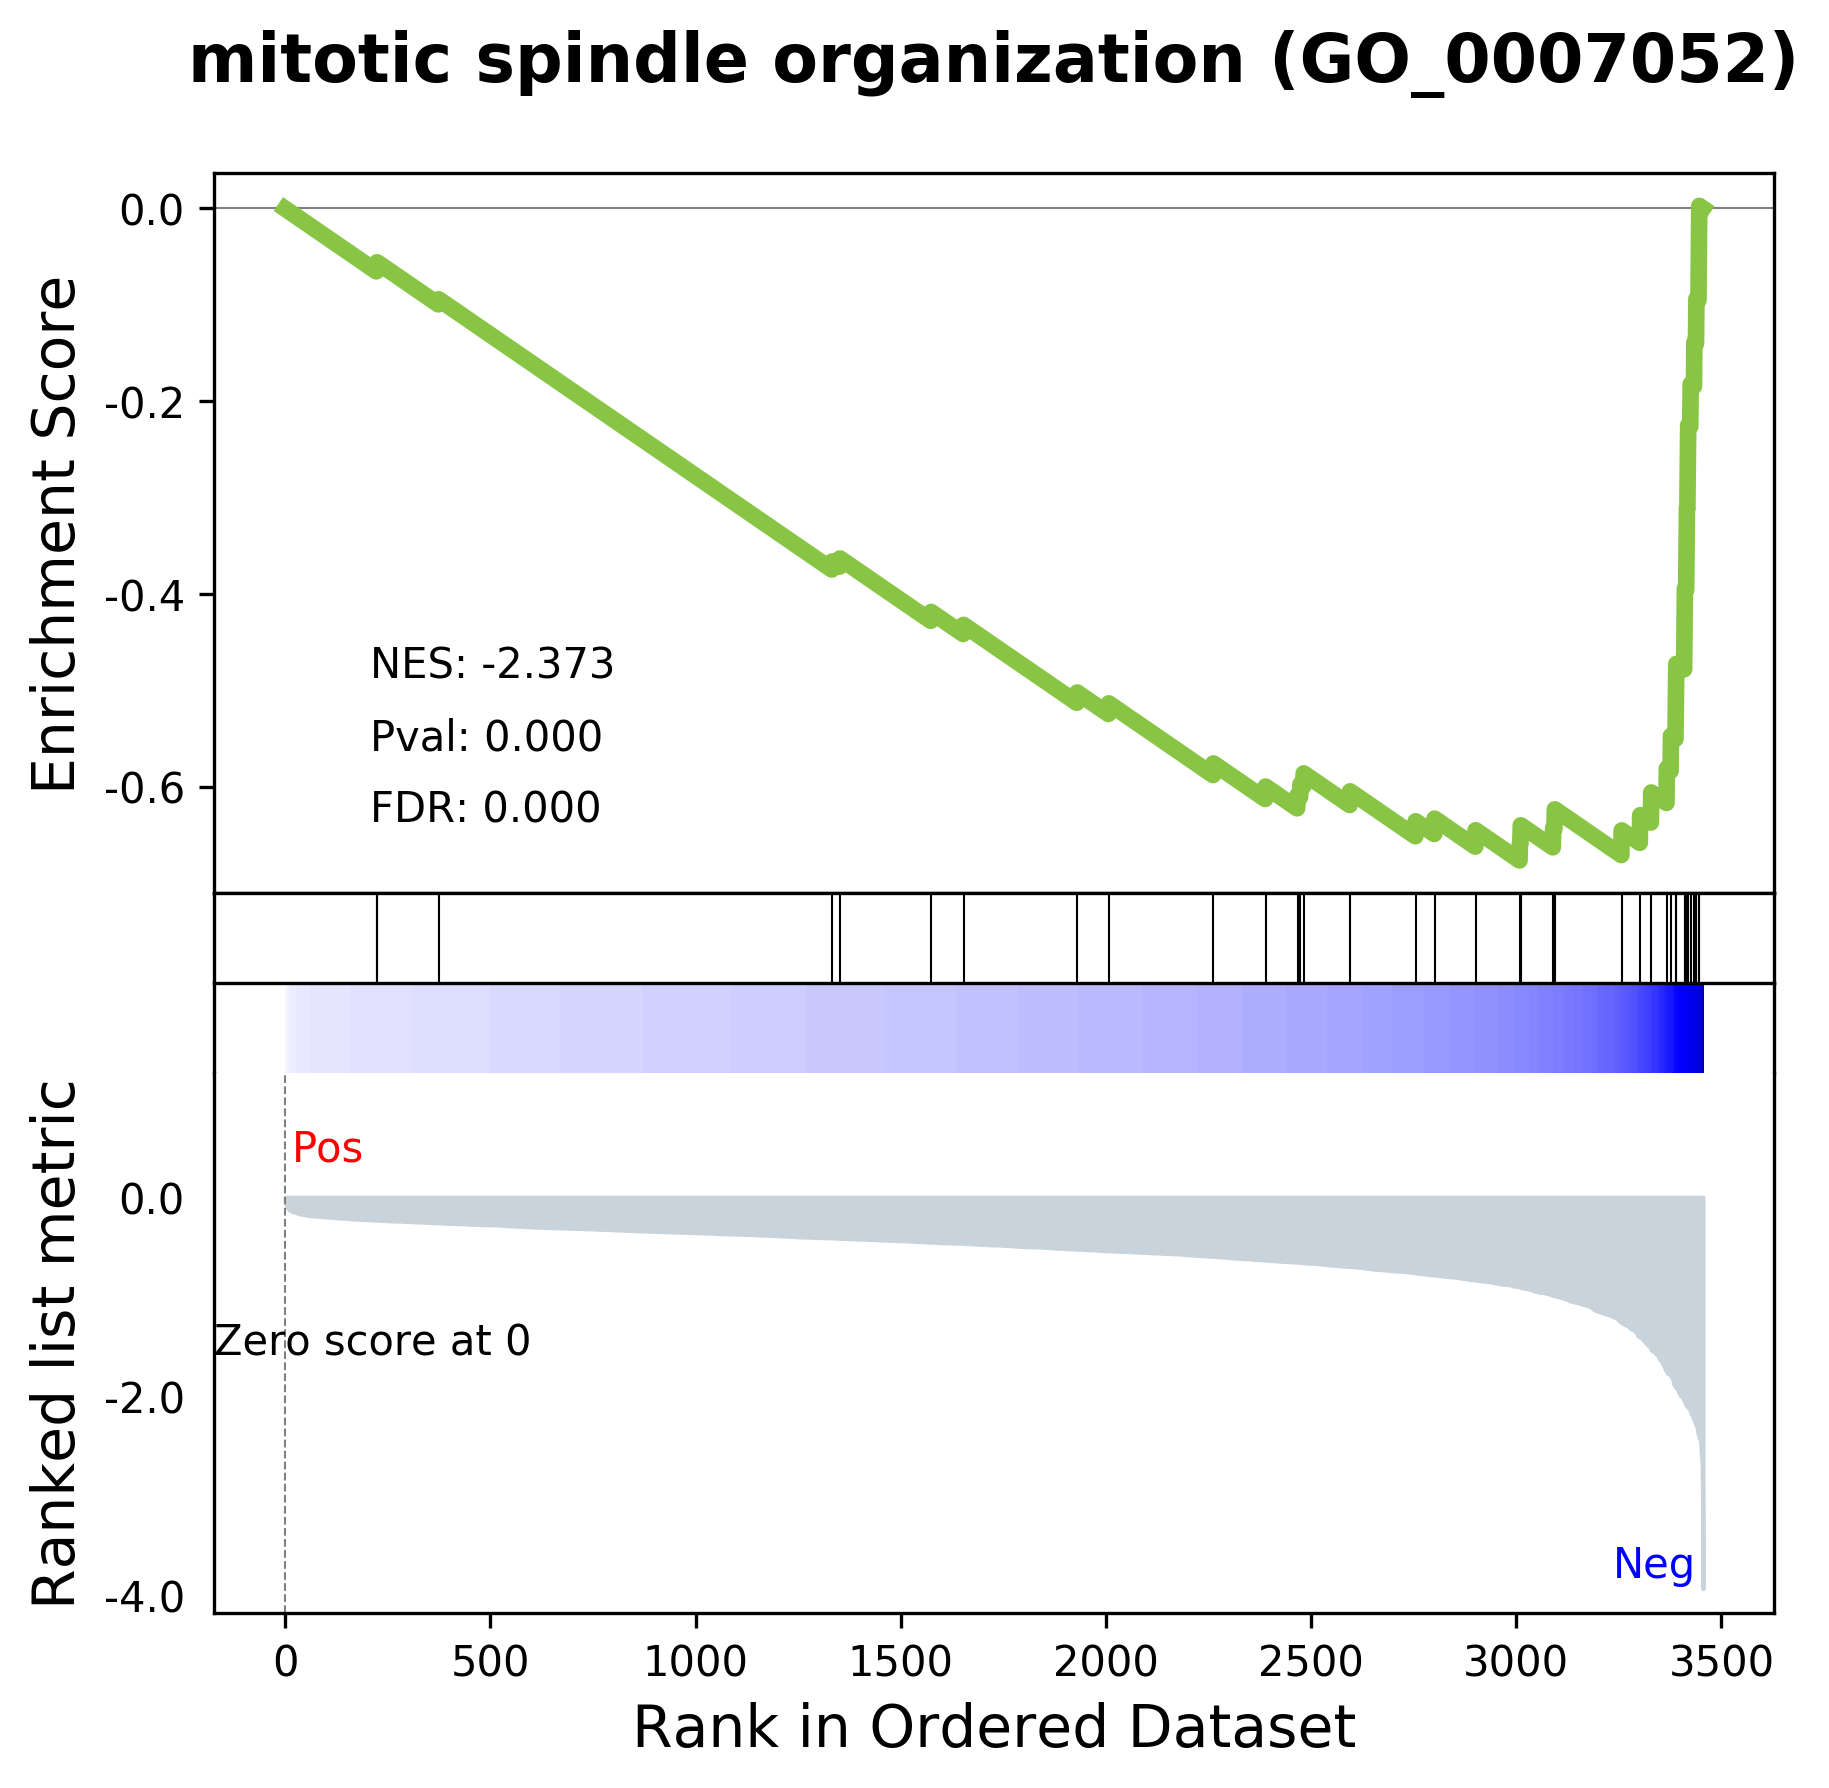 mitotic spindle organization (GO_0007052)
Enrichment Score
0.0
-0.2
-0.4
-0.6
NES: -2.373
Pval: 0.000
FDR: 0.000
Ranked list metric
Pos
0.0
Zero score at 0
-2.0
Neg
-4.0
0 500 1000 1500 2000 2500 3000 3500
Rank in Ordered Dataset